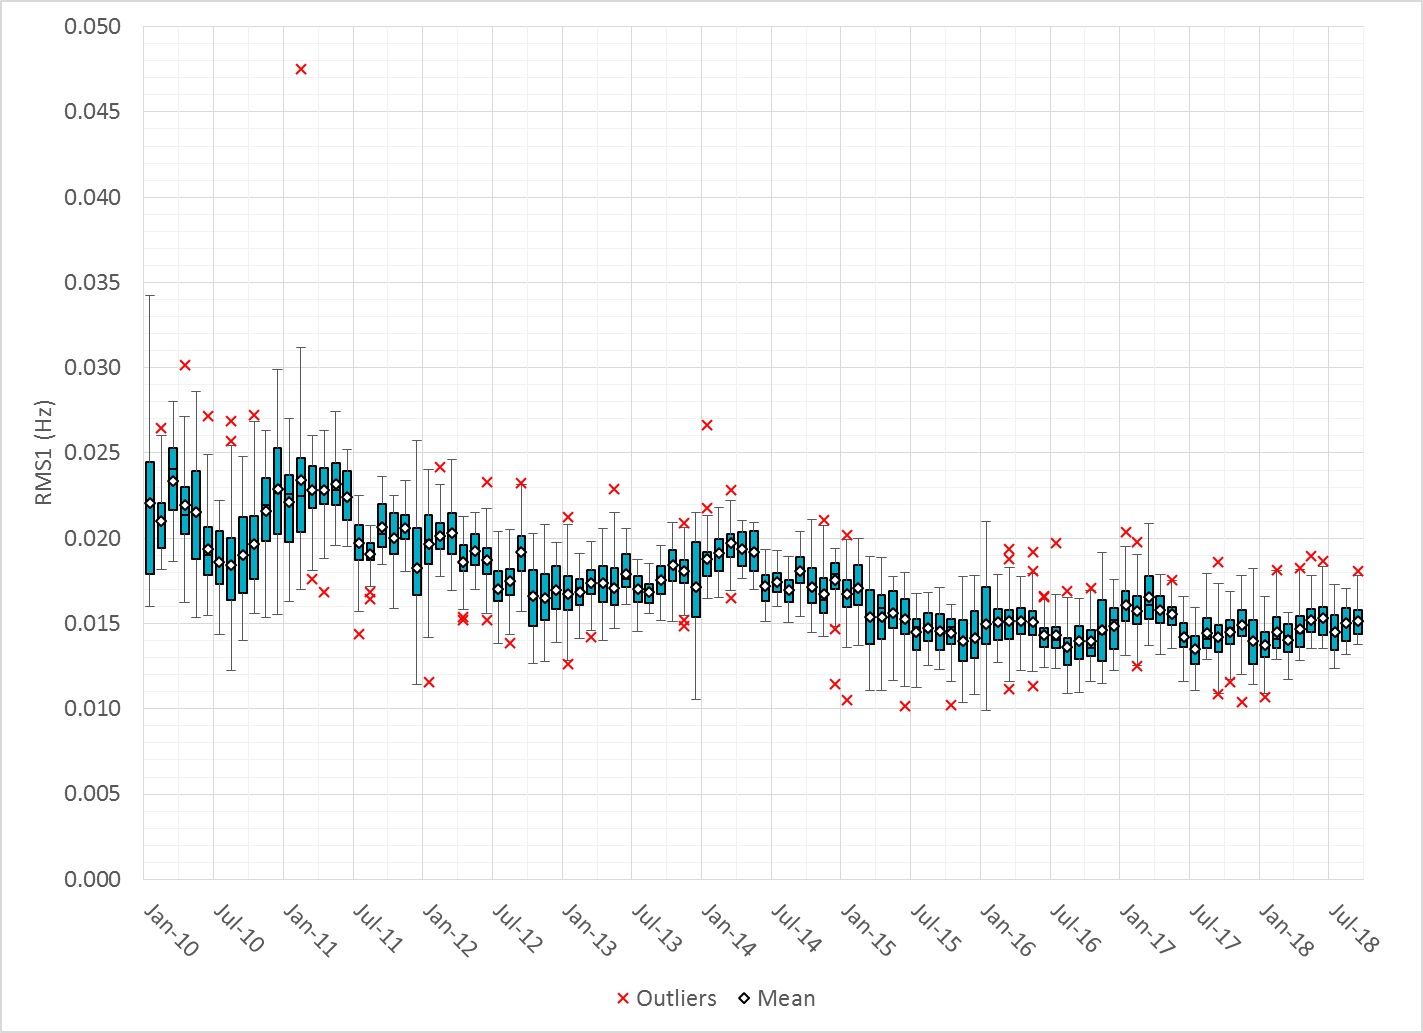 0.050
0.045
0.040
0.035
0.030
0.025
0.020
0.015
0.010
0.005
0.000
RMS1 (Hz)
Jan-10
Jul-10
Jan-11
Jul-11
Jan-12
Jul-12
Jan-13
Jul-13
Jan-14
Jul-14
Jan-15
Jul-15
Jan-16
Jul-16
Jan-17
Jul-17
Jan-18
Jul-18
Outliers Mean